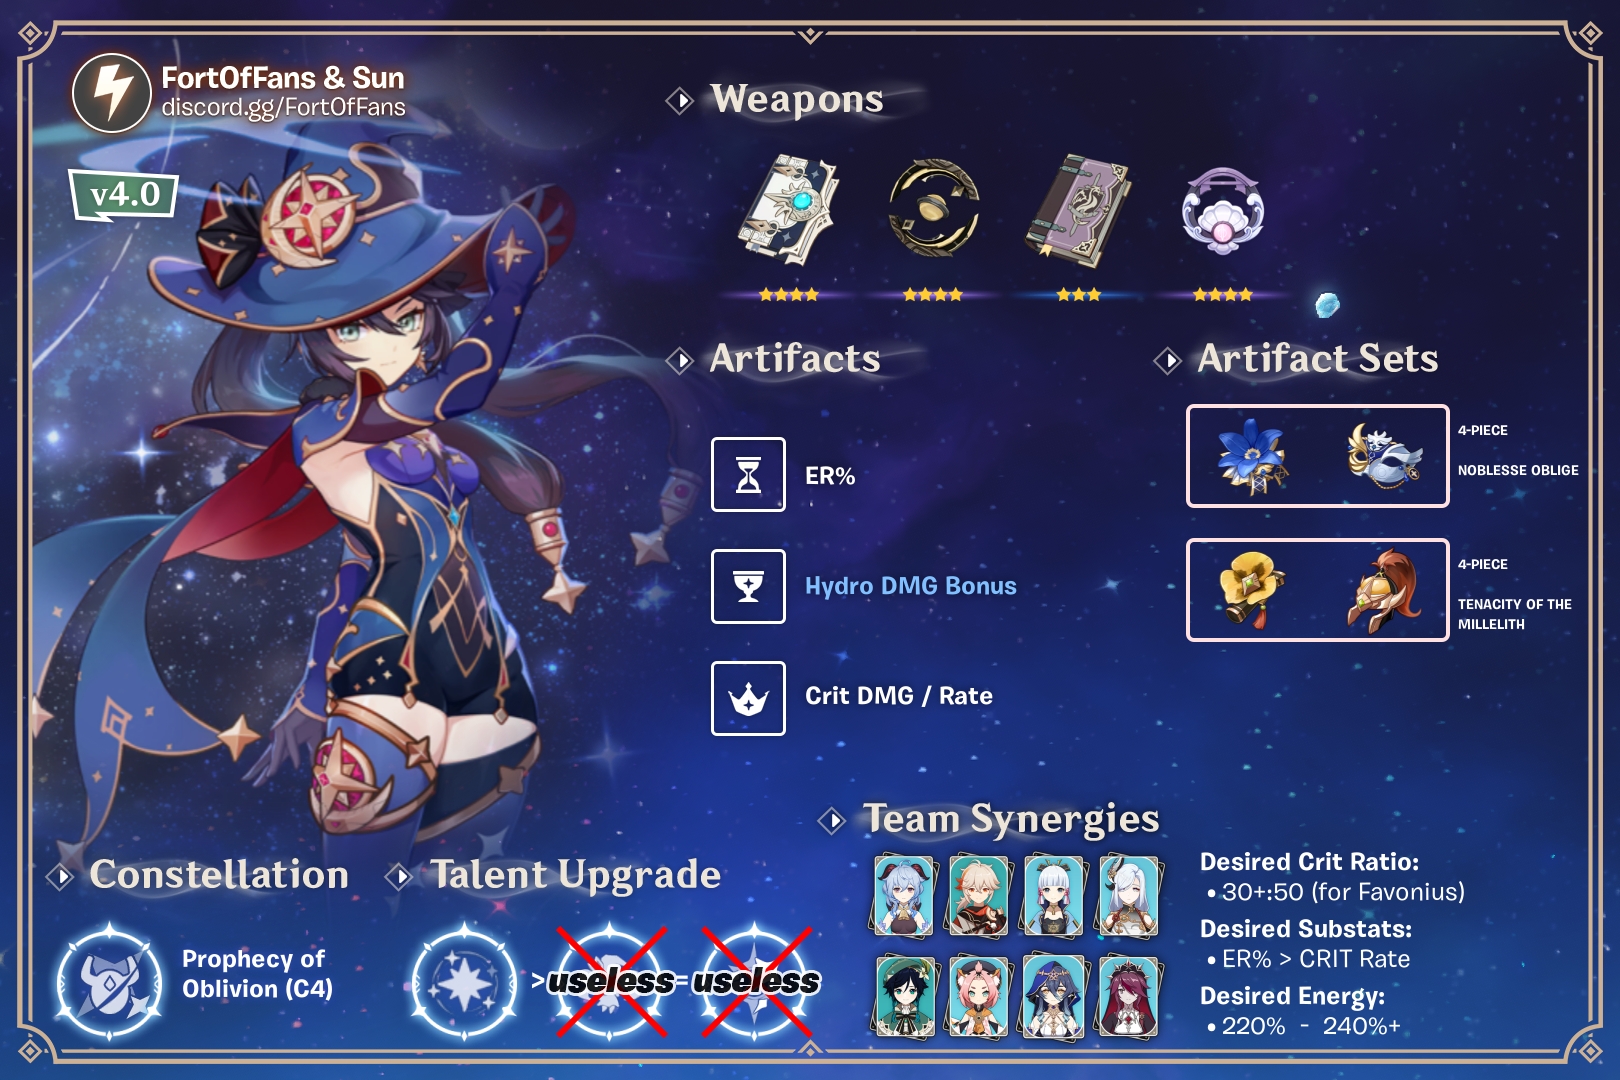 FortOfFans & Sun
discord.gg/FortOfFans
v4.0
Weapons
Artifacts
ER%
Hydro DMG Bonus
Crit DMG / Rate
Artifact Sets
4-PIECE
NOBLESSE OBLIGE
4-PIECE
TENACITY OF THE
MILLELITH
Constellation
Prophecy of
Oblivion (C4)
Talent Upgrade
> useless = useless
Team Synergies
Desired Crit Ratio:
• 30+:50 (for Favonius)
Desired Substats:
• ER% > CRIT Rate
Desired Energy:
• 220% - 240%+